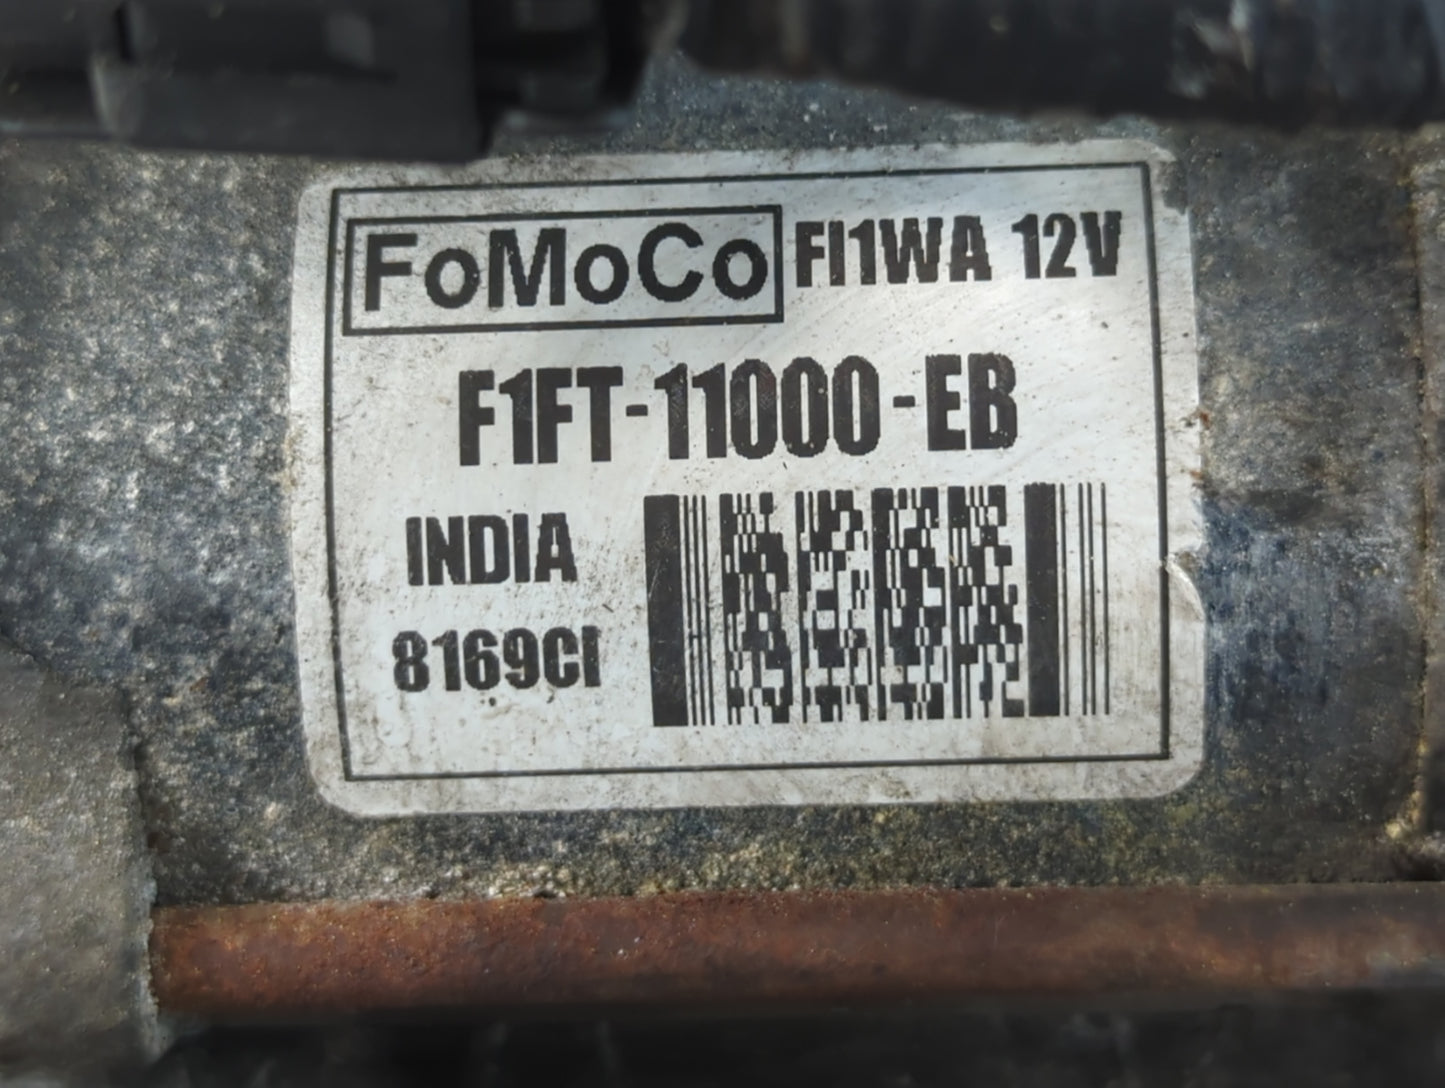 FoMoCo FI1WA 12V
F1FT-11000-EB
INDIA
8169CI